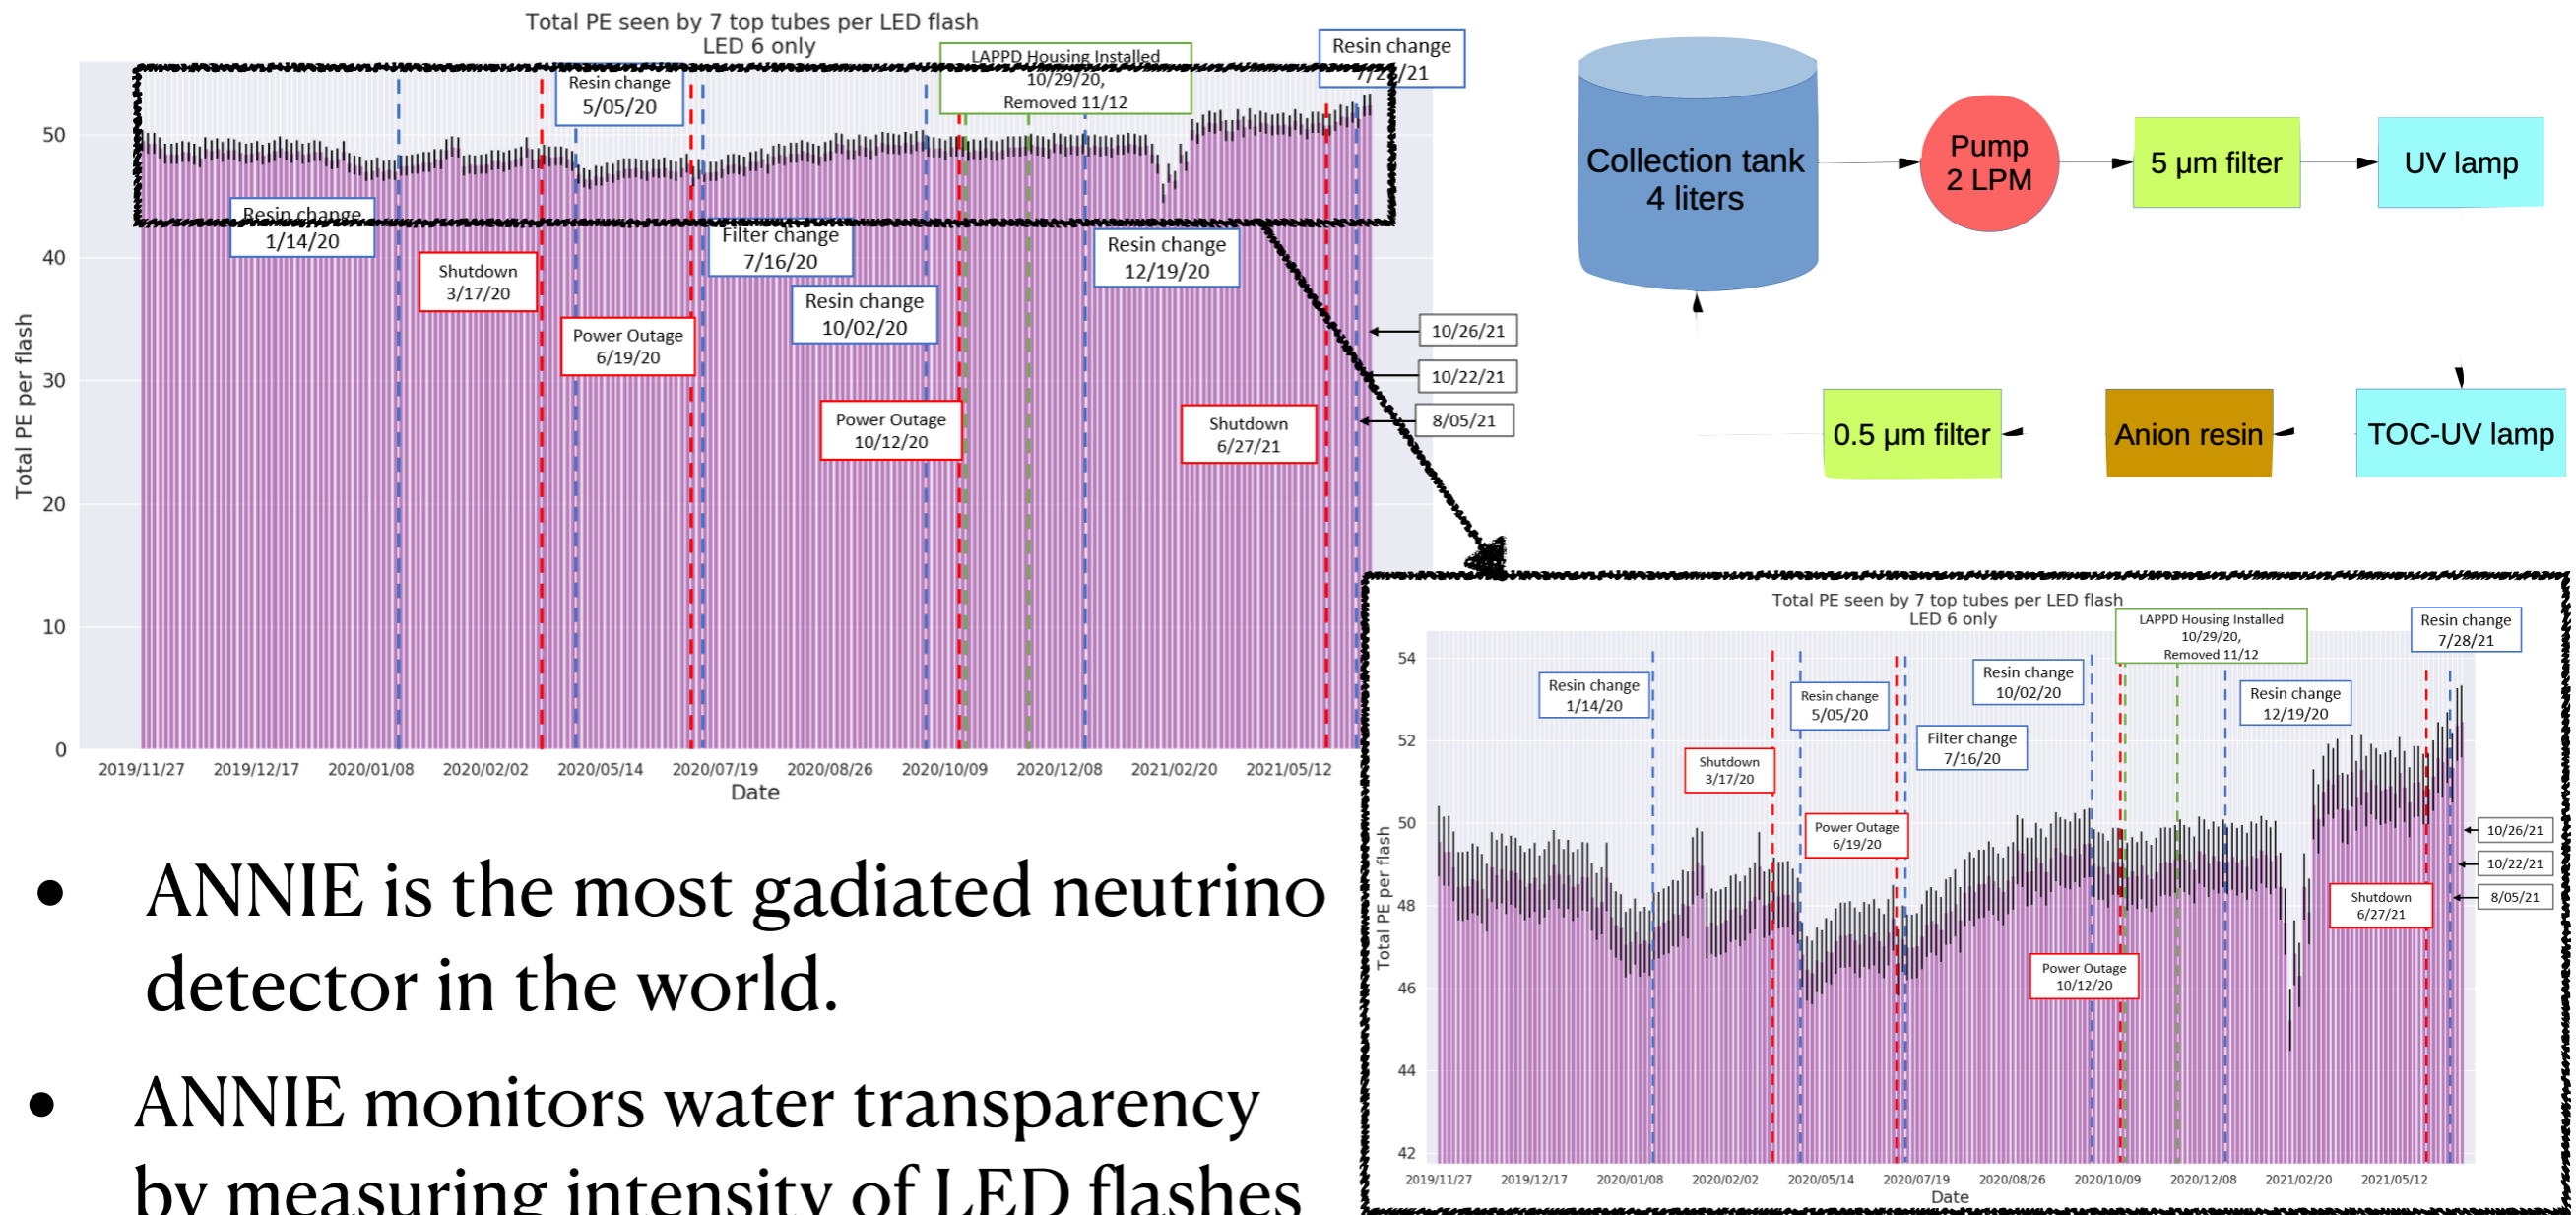 Total PE seen by 7 top tubes per LED flash
LED 6 only
LAPPD Housing Installed
10/29/20,
Removed 11/12
Resin change
Resin change
5/05/20
Resin change
1/14/20
Shutdown
3/17/20
Power Outage
6/19/20
Filter change
7/16/20
Resin change
10/02/20
Power Outage
10/12/20
Resin change
12/19/20
Shutdown
6/27/21
10/26/21
10/22/21
8/05/21
Total PE per flash
50
40
30
20
10
0
2019/11/27 2019/12/17 2020/01/08 2020/02/02 2020/05/14 2020/07/19 2020/08/26 2020/10/09 2020/12/08 2021/02/20 2021/05/12
Date
Collection tank
4 liters
Pump
2 LPM
5 µm filter
UV lamp
TOC-UV lamp
Anion resin
0.5 µm filter
• ANNIE is the most gadiated neutrino
detector in the world.
• ANNIE monitors water transparency
by measuring intensity of LED flashes
Total PE seen by 7 top tubes per LED flash
LED 6 only
LAPPD Housing Installed
10/29/20,
Removed 11/12
Resin change
7/28/21
Resin change
1/14/20
Shutdown
3/17/20
Resin change
5/05/20
Power Outage
6/19/20
Resin change
10/02/20
Filter change
7/16/20
Resin change
12/19/20
Power Outage
10/12/20
Shutdown
6/27/21
10/26/21
10/22/21
8/05/21
Total PE per flash
54
52
50
48
46
44
42
2019/11/27 2019/12/17 2020/01/08 2020/02/02 2020/05/14 2020/07/19 2020/08/26 2020/10/09 2020/12/08 2021/02/20 2021/05/12
Date